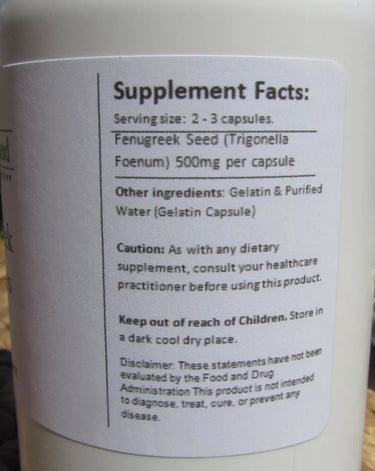 Supplement Facts:
Serving size: 2 - 3 capsules.
Fenugreek Seed (Trigonella
Foenum) 500mg per capsule
Other ingredients: Gelatin & Purified
Water (Gelatin Capsule)
Caution: As with any dietary
supplement, consult your healthcare
practitioner before using this product.
Keep out of reach of Children. Store in
a dark cool dry place.
Disclaimer: These statements have not been
evaluated by the Food and Drug
Administration This product is not intended
to diagnose, treat, cure, or prevent any
disease.